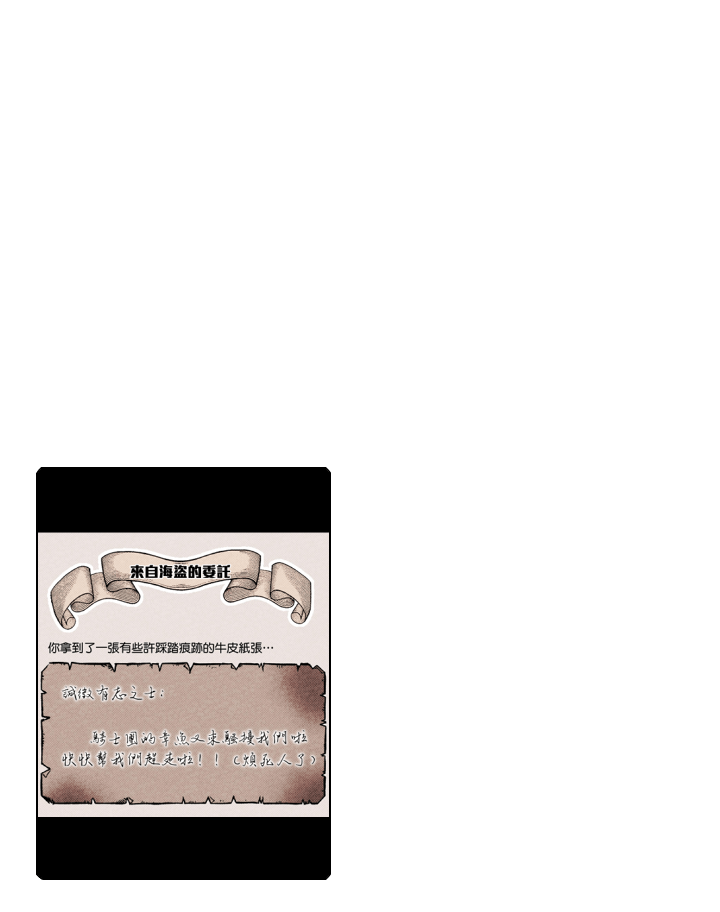 來自海盜的委託
你拿到了一張有些許踩踏痕跡的牛皮紙張…
誠徵有志之士:
騎士團的章魚又來騷擾我們啦
快快幫我們趕走啦!!(煩死人了)